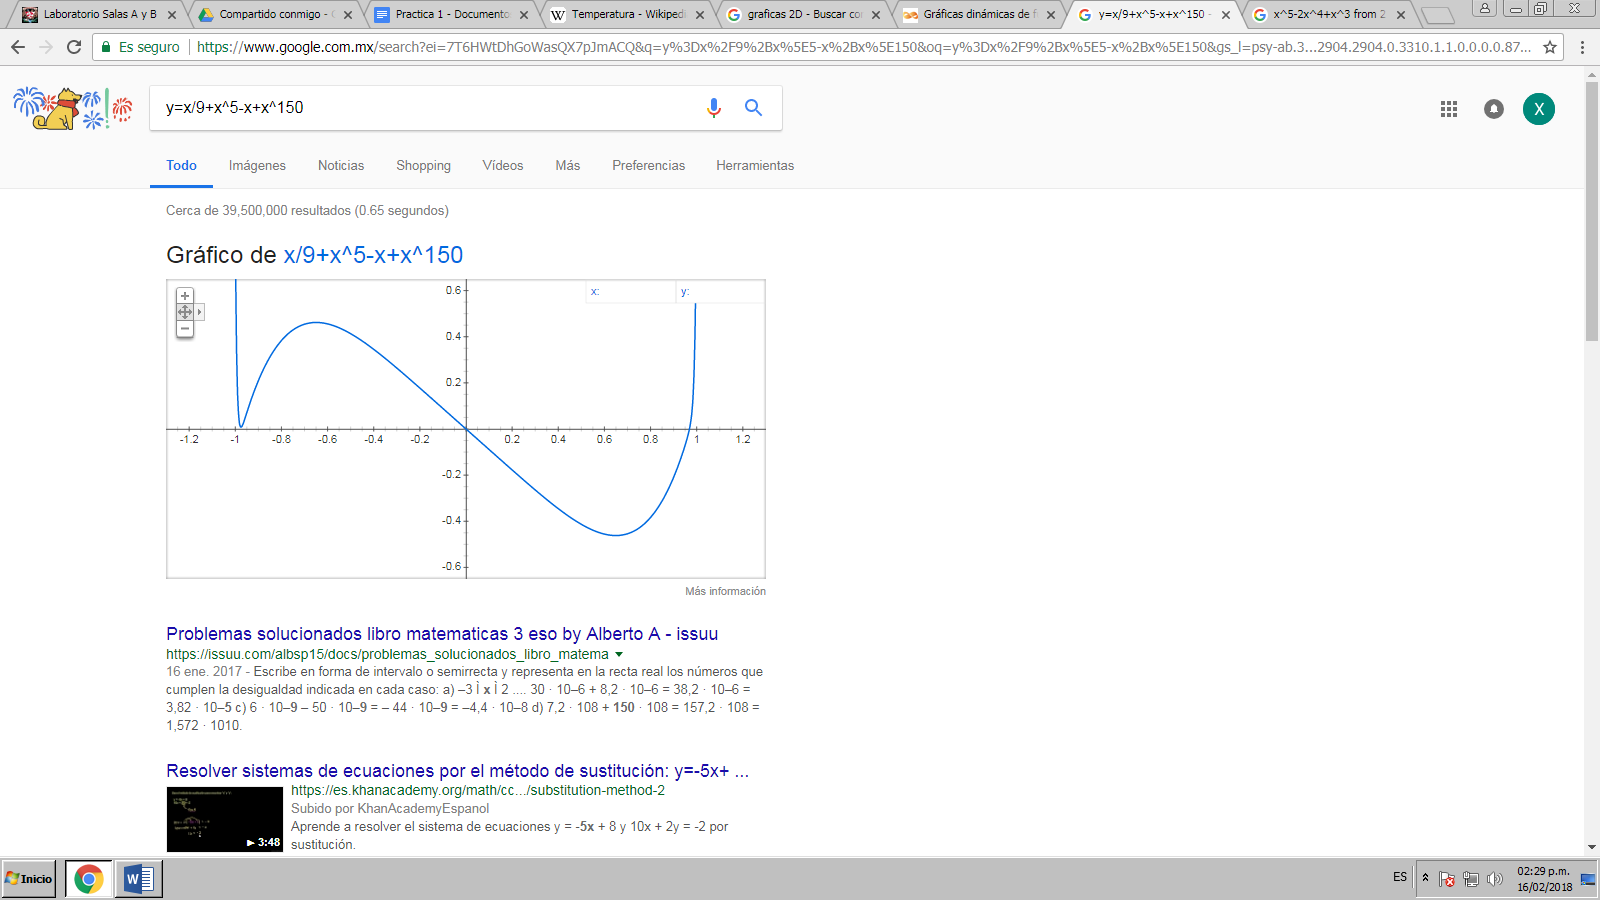 Laboratorio Salas A y B
Compartido conmigo - G
Practica 1 - Documento
Temperatura - Wikipedi
graficas 2D - Buscar co
Gráficas dinámicas de f
y=x/9+x^5-x+x^150 -
x^5-2x^4+x^3 from 2
Es seguro
https://www.google.com.mx/search?ei=7T6HWtDhGoWasQX7pJmACQ&q=y%3Dx%2F9%2Bx%5E5-x%2Bx%5E150&oq=y%3Dx%2F9%2Bx%5E5-x%2Bx%5E150&gs_l=psy-ab.3...2904.2904.0.3310.1.1.0.0.0.0.87...
y=x/9+x^5-x+x^150
X
Todo
Imágenes
Noticias
Shopping
Vídeos
Más
Preferencias
Herramientas
Cerca de 39,500,000 resultados (0.65 segundos)
Gráfico de x/9+x^5-x+x^150
x:
y:
0.6
0.4
0.2
-1.2
-1
-0.8
-0.6
-0.4
-0.2
0.2
0.4
0.6
0.8
1
1.2
-0.2
-0.4
-0.6
Más información
Problemas solucionados libro matematicas 3 eso by Alberto A - issuu
https://issuu.com/albsp15/docs/problemas_solucionados_libro_matema
16 ene. 2017 - Escribe en forma de intervalo o semirrecta y representa en la recta real los números que
cumplen la desigualdad indicada en cada caso: a) –3 Ì x Ì 2 .... 30 · 10–6 + 8,2 · 10–6 = 38,2 · 10–6 =
3,82 · 10–5 c) 6 · 10–9 – 50 · 10–9 = – 44 · 10–9 = –4,4 · 10–8 d) 7,2 · 108 + 150 · 108 = 157,2 · 108 =
1,572 · 1010.
Resolver sistemas de ecuaciones por el método de sustitución: y=-5x+ ...
https://es.khanacademy.org/math/cc.../substitution-method-2
Subido por KhanAcademyEspanol
Aprende a resolver el sistema de ecuaciones y = -5x + 8 y 10x + 2y = -2 por
sustitución.
3:48
Inicio
ES
02:29 p.m.
16/02/2018